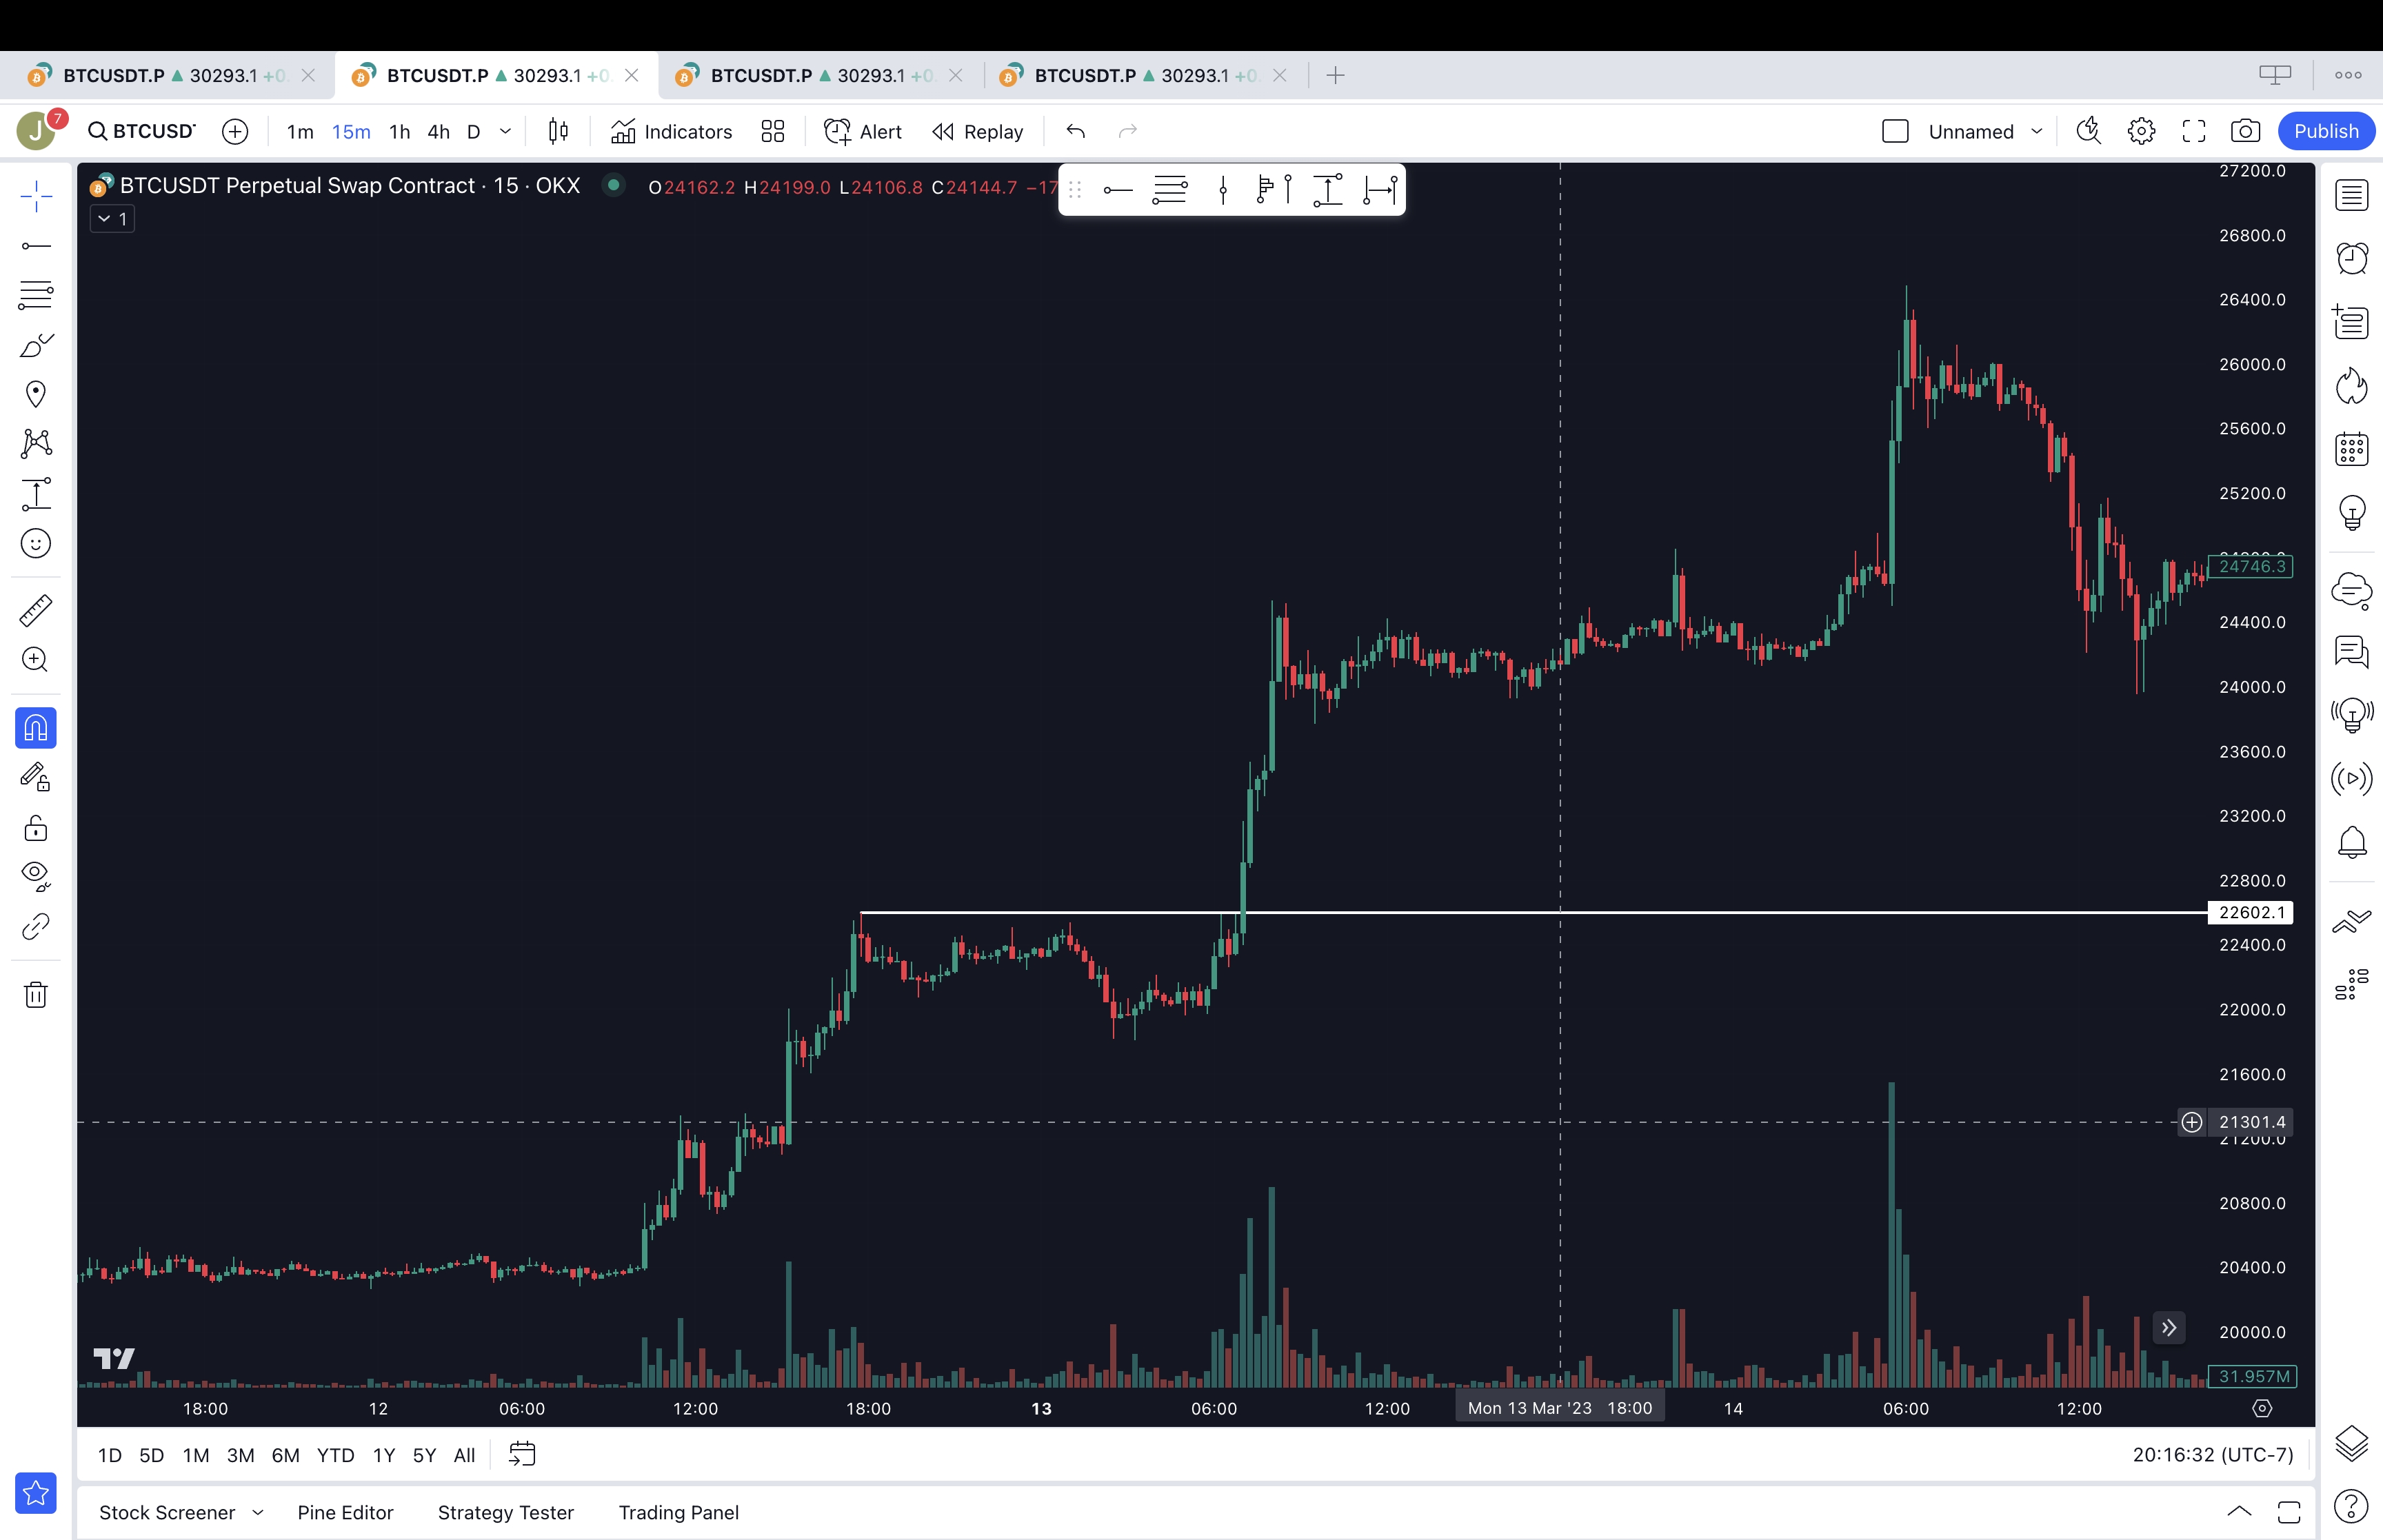 BTCUSDT.P ▲ 30293.1 +0.
BTCUSDT.P ▲ 30293.1 +0.
BTCUSDT.P ▲ 30293.1 +0.
BTCUSDT.P ▲ 30293.1 +0.
J 7 BTCUSDT 1m 15m 1h 4h D Indicators Alert Replay Unnamed Publish
BTCUSDT Perpetual Swap Contract · 15 · OKX O24162.2 H24199.0 L24106.8 C24144.7 −17
1
27200.0
26800.0
26400.0
26000.0
25600.0
25200.0
24746.3
24400.0
24000.0
23600.0
23200.0
22800.0
22602.1
22400.0
22000.0
21600.0
21301.4
21200.0
20800.0
20400.0
20000.0
31.957M
18:00 12 06:00 12:00 18:00 13 06:00 12:00 Mon 13 Mar '23 18:00 14 06:00 12:00
1D 5D 1M 3M 6M YTD 1Y 5Y All 20:16:32 (UTC-7)
Stock Screener Pine Editor Strategy Tester Trading Panel